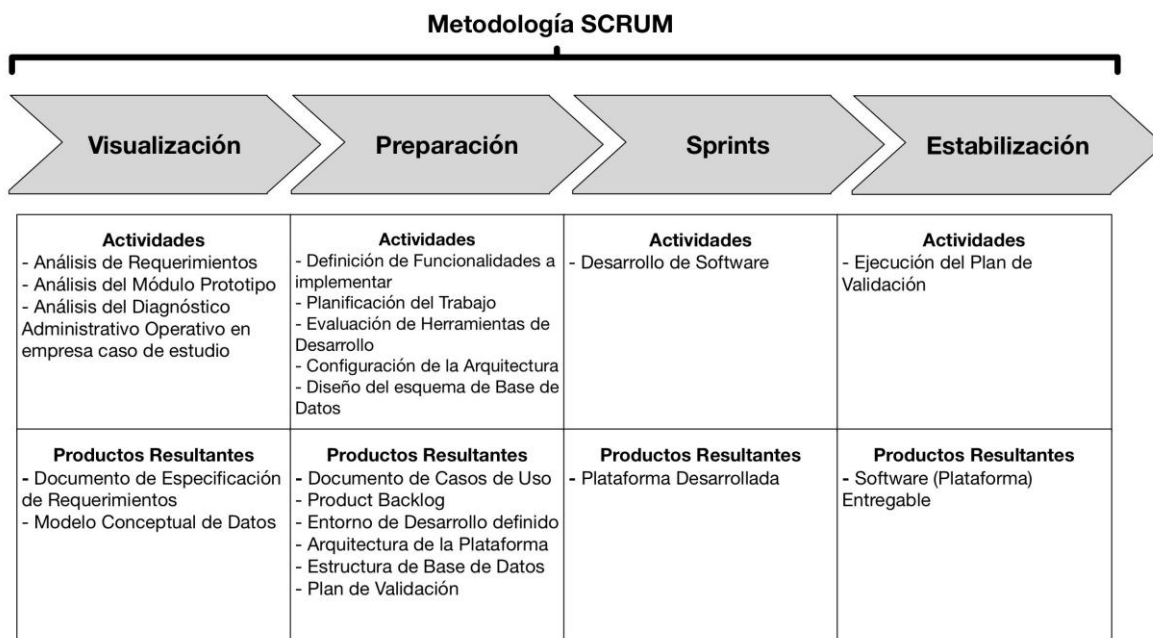 Metodología SCRUM
Visualización
Preparación
Sprints
Estabilización
Actividades
- Análisis de Requerimientos
- Análisis del Módulo Prototipo
- Análisis del Diagnóstico
Administrativo Operativo en
empresa caso de estudio
Actividades
- Definición de Funcionalidades a
implementar
- Planificación del Trabajo
- Evaluación de Herramientas de
Desarrollo
- Configuración de la Arquitectura
- Diseño del esquema de Base de
Datos
Actividades
- Desarrollo de Software
Actividades
- Ejecución del Plan de
Validación
Productos Resultantes
- Documento de Especificación
de Requerimientos
- Modelo Conceptual de Datos
Productos Resultantes
- Documento de Casos de Uso
- Product Backlog
- Entorno de Desarrollo definido
- Arquitectura de la Plataforma
- Estructura de Base de Datos
- Plan de Validación
Productos Resultantes
- Plataforma Desarrollada
Productos Resultantes
- Software (Plataforma)
Entregable